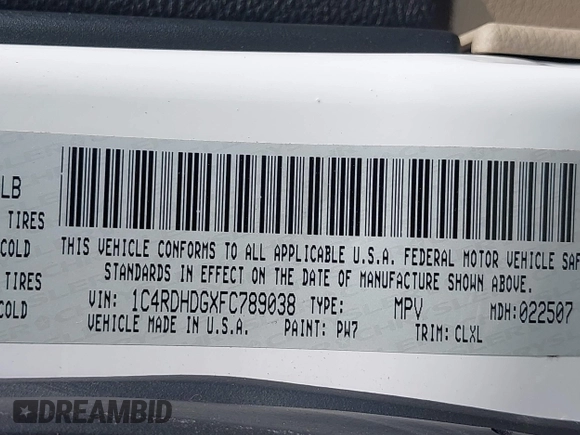 LB
TIRES
COLD
TIRES
COLD
THIS VEHICLE CONFORMS TO ALL APPLICABLE U.S.A. FEDERAL MOTOR VEHICLE SAF
STANDARDS IN EFFECT ON THE DATE OF MANUFACTURE SHOWN ABOVE.
VIN: 1C4RDHDGXFC789038 TYPE: MPV MDH:022507
VEHICLE MADE IN U.S.A. PAINT: PW7 TRIM: CLXL
DREAMBID